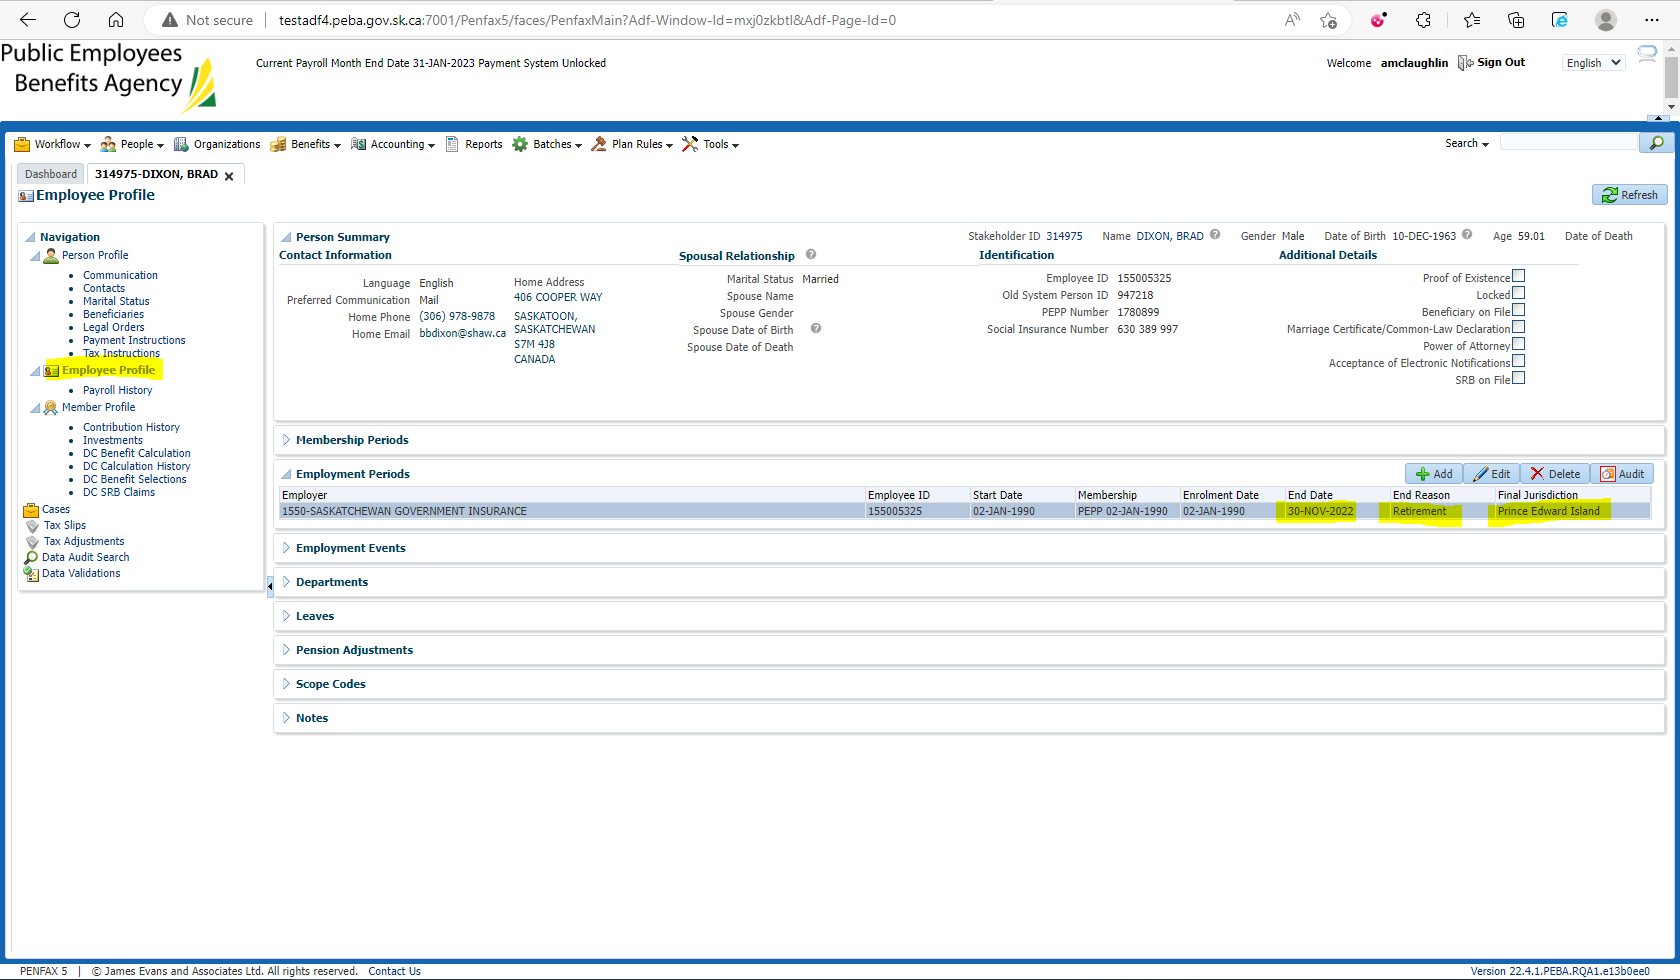 Not secure testadf4.peba.gov.sk.ca:7001/Penfax5/faces/PenfaxMain?Adf-Window-Id=mxj0zkbtl&Adf-Page-Id=0
Public Employees
Benefits Agency
Current Payroll Month End Date 31-JAN-2023 Payment System Unlocked
Welcome amclaughlin Sign Out English
Workflow People Organizations Benefits Accounting Reports Batches Plan Rules Tools Search
Dashboard 314975-DIXON, BRAD
Employee Profile Refresh
Navigation
Person Profile
Communication
Contacts
Marital Status
Beneficiaries
Legal Orders
Payment Instructions
Tax Instructions
Employee Profile
Payroll History
Member Profile
Contribution History
Investments
DC Benefit Calculation
DC Calculation History
DC Benefit Selections
DC SRB Claims
Cases
Tax Slips
Tax Adjustments
Data Audit Search
Data Validations
Person Summary Stakeholder ID 314975 Name DIXON, BRAD Gender Male Date of Birth 10-DEC-1963 Age 59.01 Date of Death
Contact Information
Language English
Preferred Communication Mail
Home Phone (306) 978-9878
Home Email bbdixon@shaw.ca
Home Address
406 COOPER WAY
SASKATOON,
SASKATCHEWAN
S7M 4J8
CANADA
Spousal Relationship
Marital Status Married
Spouse Name
Spouse Gender
Spouse Date of Birth
Spouse Date of Death
Identification
Employee ID 155005325
Old System Person ID 947218
PEPP Number 1780899
Social Insurance Number 630 389 997
Additional Details
Proof of Existence
Locked
Beneficiary on File
Marriage Certificate/Common-Law Declaration
Power of Attorney
Acceptance of Electronic Notifications
SRB on File
Membership Periods
Employment Periods Add Edit Delete Audit
Employer Employee ID Start Date Membership Enrolment Date End Date End Reason Final Jurisdiction
1550-SASKATCHEWAN GOVERNMENT INSURANCE 155005325 02-JAN-1990 PEPP 02-JAN-1990 02-JAN-1990 30-NOV-2022 Retirement Prince Edward Island
Employment Events
Departments
Leaves
Pension Adjustments
Scope Codes
Notes
PENFAX 5 | © James Evans and Associates Ltd. All rights reserved. Contact Us Version 22.4.1.PEBA.RQA1.e13b0ee0